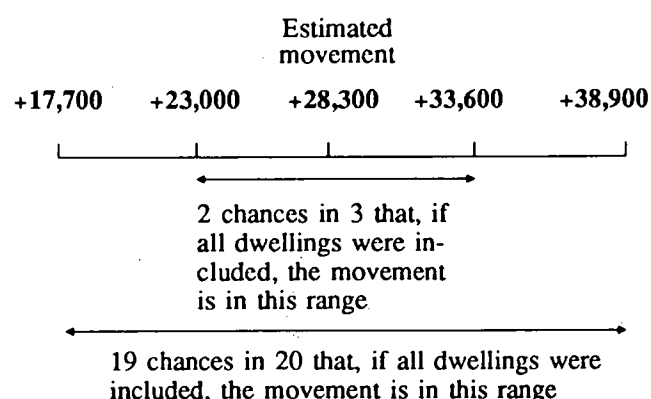 Estimated
movement
+17,700 +23,000 +28,300 +33,600 +38,900
2 chances in 3 that, if
all dwellings were in-
cluded, the movement
is in this range
19 chances in 20 that, if all dwellings were
included, the movement is in this range